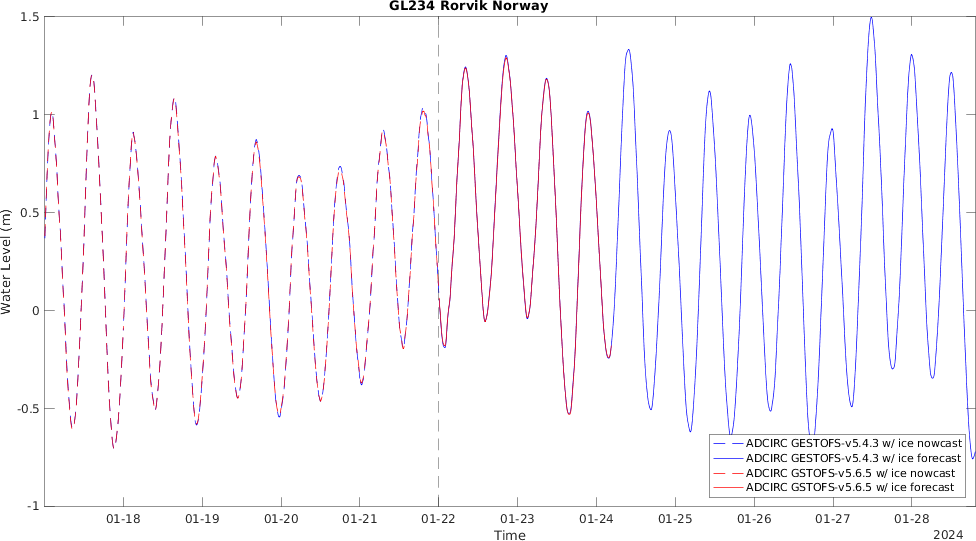 GL234 Rorvik Norway
1.5
1
0.5
0
-0.5
-1
Water Level (m)
ADCIRC GESTOFS-v5.4.3 w/ ice nowcast
ADCIRC GESTOFS-v5.4.3 w/ ice forecast
ADCIRC GSTOFS-v5.6.5 w/ ice nowcast
ADCIRC GSTOFS-v5.6.5 w/ ice forecast
01-18 01-19 01-20 01-21 01-22 01-23 01-24 01-25 01-26 01-27 01-28
Time
2024